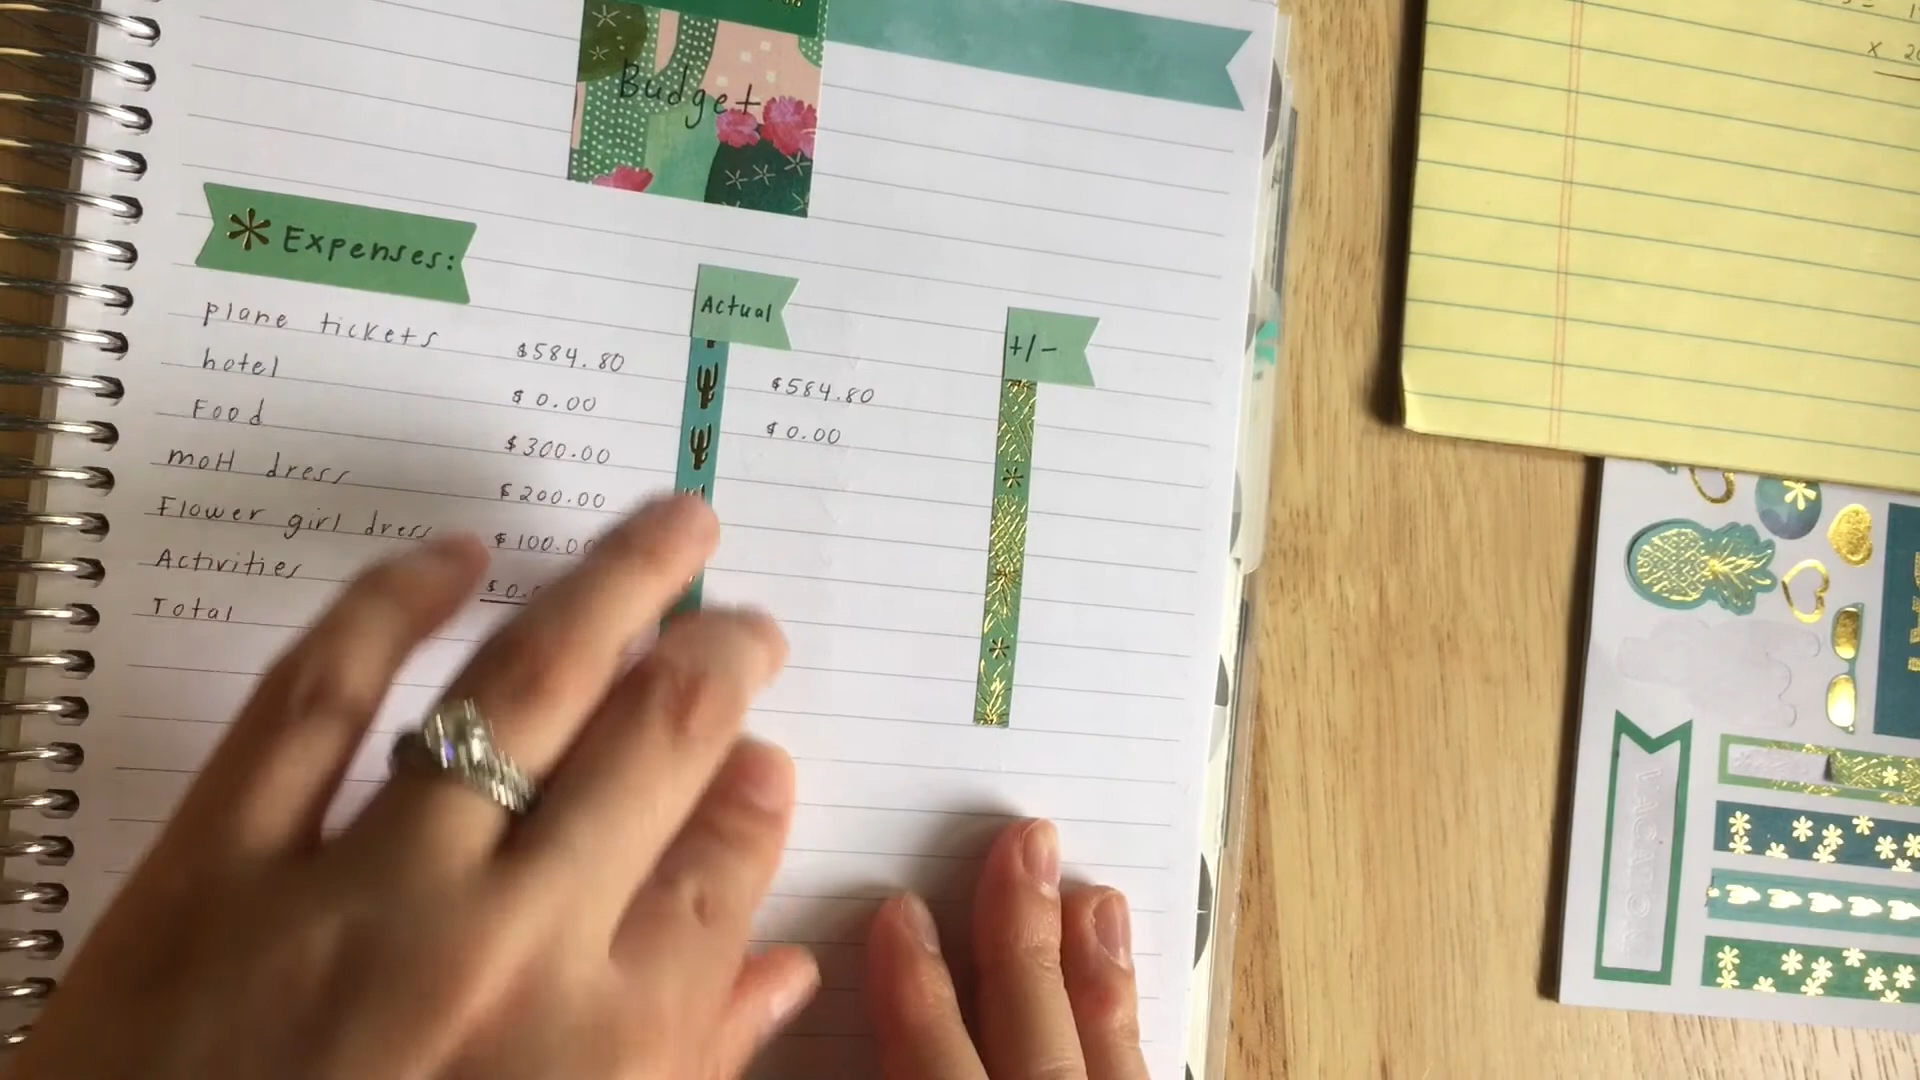 Budget
Expenses:
Actual
+/-
plane tickets $584.80 $584.80
hotel $0.00 $0.00
Food $300.00
MOH dress $200.00
Flower girl dress $100.00
Activities
Total
VACATION